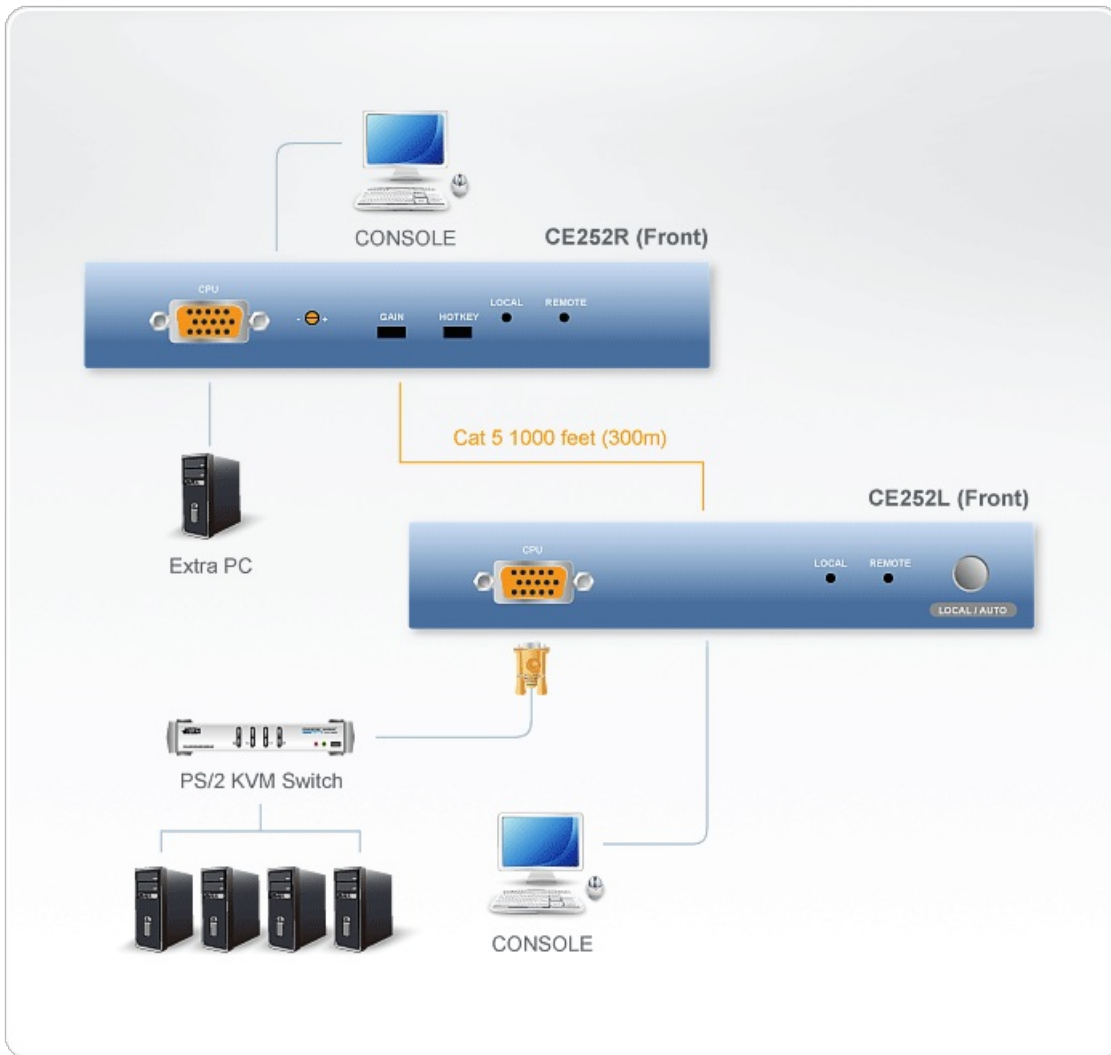 CONSOLE
CE252R (Front)
CPU
- +
GAIN
HOTKEY
LOCAL
REMOTE
Cat 5 1000 feet (300m)
Extra PC
CE252L (Front)
CPU
LOCAL
REMOTE
LOCAL / AUTO
PS/2 KVM Switch
CONSOLE